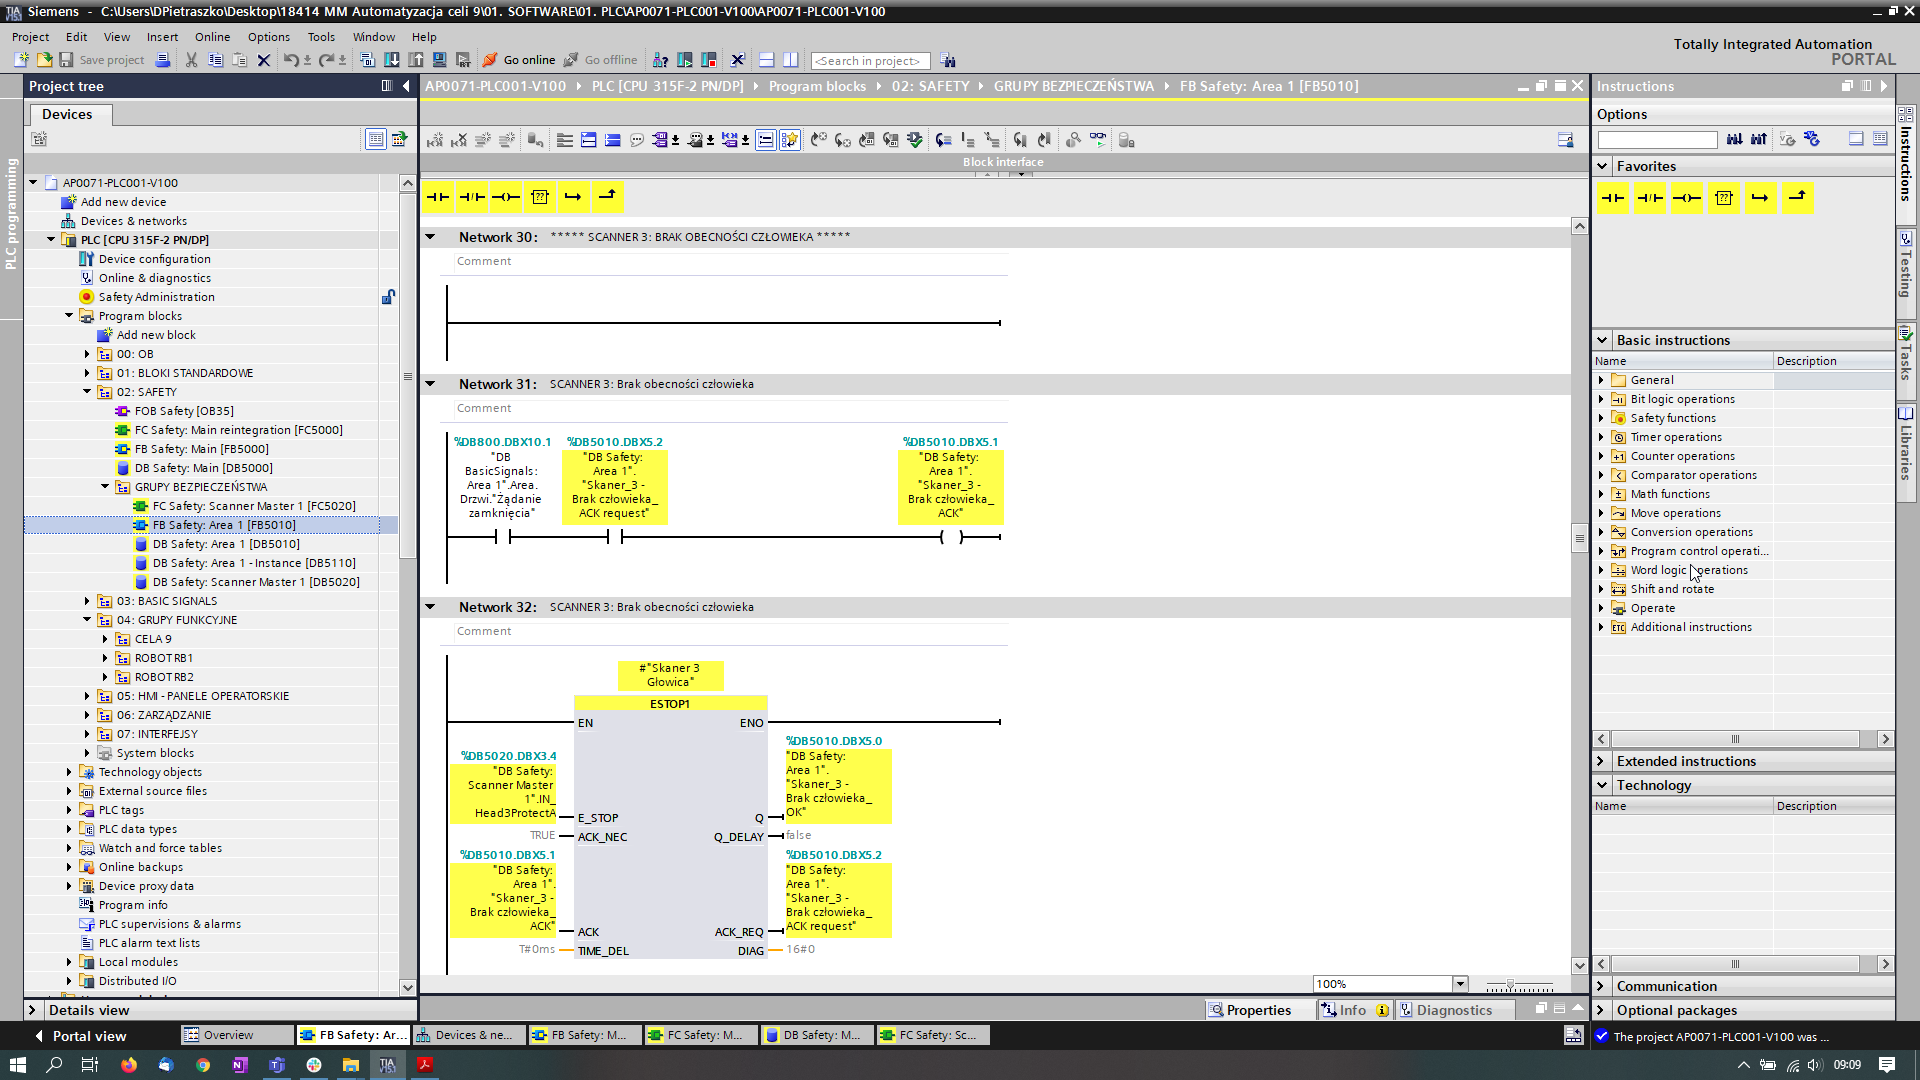 Siemens  -  C:\Users\DPietraszko\Desktop\18414 MM Automatyzacja celi 9\01. SOFTWARE\01. PLC\AP0071-PLC001-V100\AP0071-PLC001-V100
Project Edit View Insert Online Options Tools Window Help
Totally Integrated Automation
PORTAL
Save project
Go online
Go offline
<Search in project>
Project tree
Devices
PLC programming
AP0071-PLC001-V100
Add new device
Devices & networks
PLC [CPU 315F-2 PN/DP]
Device configuration
Online & diagnostics
Safety Administration
Program blocks
Add new block
00: OB
01: BLOKI STANDARDOWE
02: SAFETY
FOB Safety [OB35]
FC Safety: Main reintegration [FC5000]
FB Safety: Main [FB5000]
DB Safety: Main [DB5000]
GRUPY BEZPIECZEŃSTWA
FC Safety: Scanner Master 1 [FC5020]
FB Safety: Area 1 [FB5010]
DB Safety: Area 1 [DB5010]
DB Safety: Area 1 - Instance [DB5110]
DB Safety: Scanner Master 1 [DB5020]
03: BASIC SIGNALS
04: GRUPY FUNKCYJNE
CELA 9
ROBOT RB1
ROBOT RB2
05: HMI - PANELE OPERATORSKIE
06: ZARZĄDZANIE
07: INTERFEJSY
System blocks
Technology objects
External source files
PLC tags
PLC data types
Watch and force tables
Online backups
Device proxy data
Program info
PLC supervisions & alarms
PLC alarm text lists
Local modules
Distributed I/O
Details view
AP0071-PLC001-V100 PLC [CPU 315F-2 PN/DP] Program blocks 02: SAFETY GRUPY BEZPIECZEŃSTWA FB Safety: Area 1 [FB5010]
Block interface
Network 30: ***** SCANNER 3: BRAK OBECNOŚCI CZŁOWIEKA *****
Comment
Network 31: SCANNER 3: Brak obecności człowieka
Comment
%DB800.DBX10.1
"DB
BasicSignals:
Area 1".Area.
Drzwi."Żądanie
zamknięcia"
%DB5010.DBX5.2
"DB Safety:
Area 1".
"Skaner_3 -
Brak człowieka_
ACK request"
%DB5010.DBX5.1
"DB Safety:
Area 1".
"Skaner_3 -
Brak człowieka_
ACK"
Network 32: SCANNER 3: Brak obecności człowieka
Comment
#"Skaner 3
Głowica"
ESTOP1
EN ENO
%DB5020.DBX3.4
"DB Safety:
Scanner Master
1".IN_
Head3ProtectA
E_STOP
TRUE ACK_NEC
%DB5010.DBX5.1
"DB Safety:
Area 1".
"Skaner_3 -
Brak człowieka_
ACK"
ACK
T#0ms TIME_DEL
%DB5010.DBX5.0
"DB Safety:
Area 1".
"Skaner_3 -
Brak człowieka_
OK"
Q
Q_DELAY false
%DB5010.DBX5.2
"DB Safety:
Area 1".
"Skaner_3 -
Brak człowieka_
ACK request"
ACK_REQ
DIAG 16#0
100%
Properties Info Diagnostics
Instructions
Options
Favorites
Basic instructions
Name Description
General
Bit logic operations
Safety functions
Timer operations
Counter operations
Comparator operations
Math functions
Move operations
Conversion operations
Program control operati...
Word logic operations
Shift and rotate
Operate
Additional instructions
Extended instructions
Technology
Name Description
Communication
Optional packages
Instructions
Testing
Tasks
Libraries
Portal view
Overview
FB Safety: Ar...
Devices & ne...
FB Safety: M...
FC Safety: M...
DB Safety: M...
FC Safety: Sc...
The project AP0071-PLC001-V100 was ...
09:09